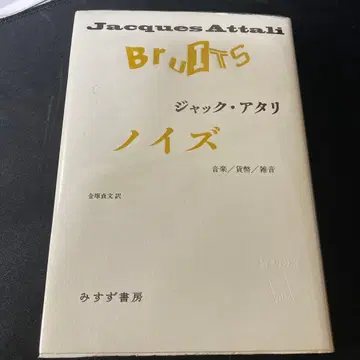 Jacques Attali
BruITS
ジャック・アタリ
ノイズ
音楽／貨幣／雑音
金塚貞文訳
みすず書房